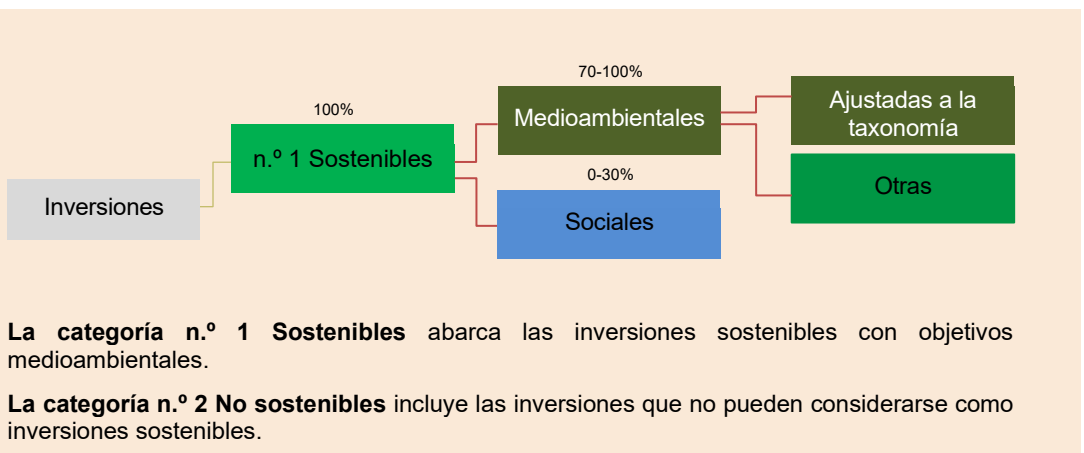 70-100%
100%
Medioambientales
Ajustadas a la
taxonomía
n.º 1 Sostenibles
0-30%
Otras
Inversiones
Sociales
La categoría n.º 1 Sostenibles abarca las inversiones sostenibles con objetivos
medioambientales.
La categoría n.º 2 No sostenibles incluye las inversiones que no pueden considerarse como
inversiones sostenibles.